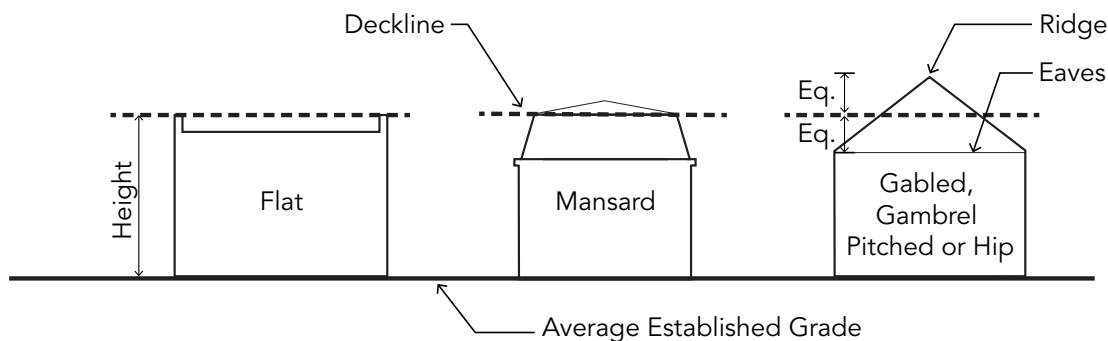 Deckline
Ridge
Eaves
Eq.
Eq.
Height
Flat
Mansard
Gabled,
Gambrel
Pitched or Hip
Average Established Grade